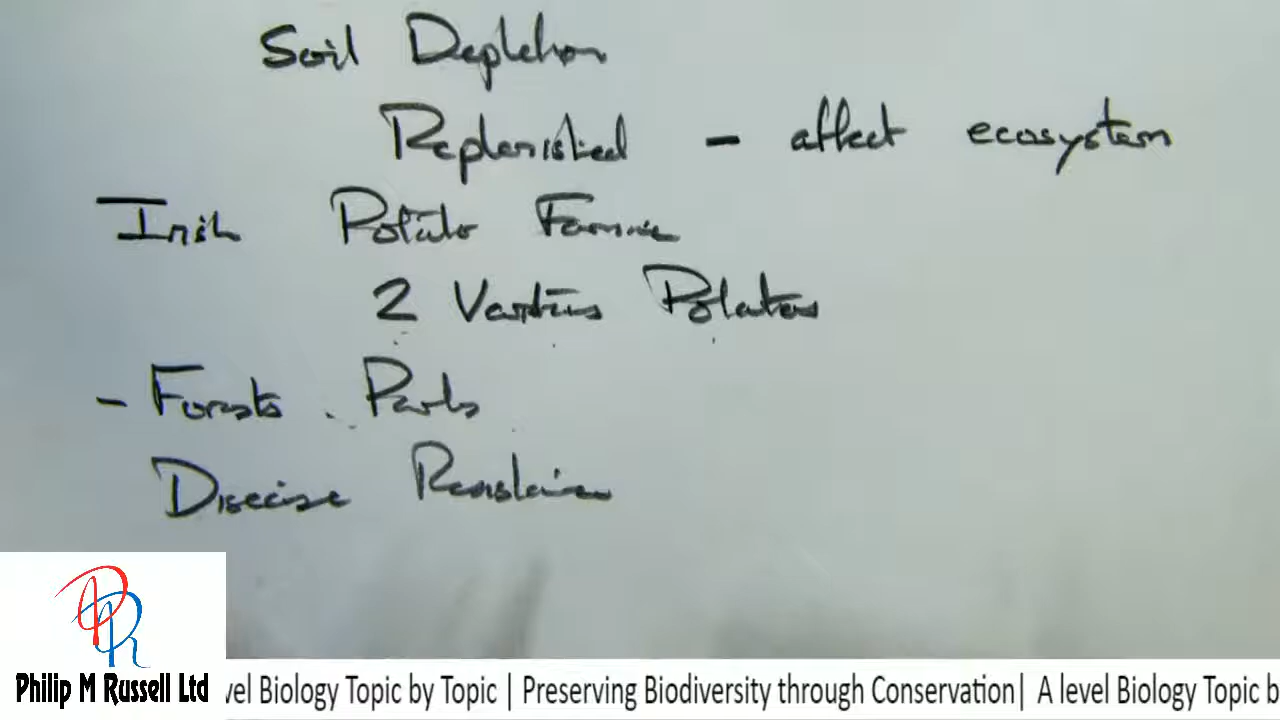 Soil Depletion
Replenished - affect ecosystem
Irish Potato Famine
2 Varieties Potatoes
- Forests . Parks
Disease Resistance
Philip M Russell Ltd
vel Biology Topic by Topic | Preserving Biodiversity through Conservation| A level Biology Topic b